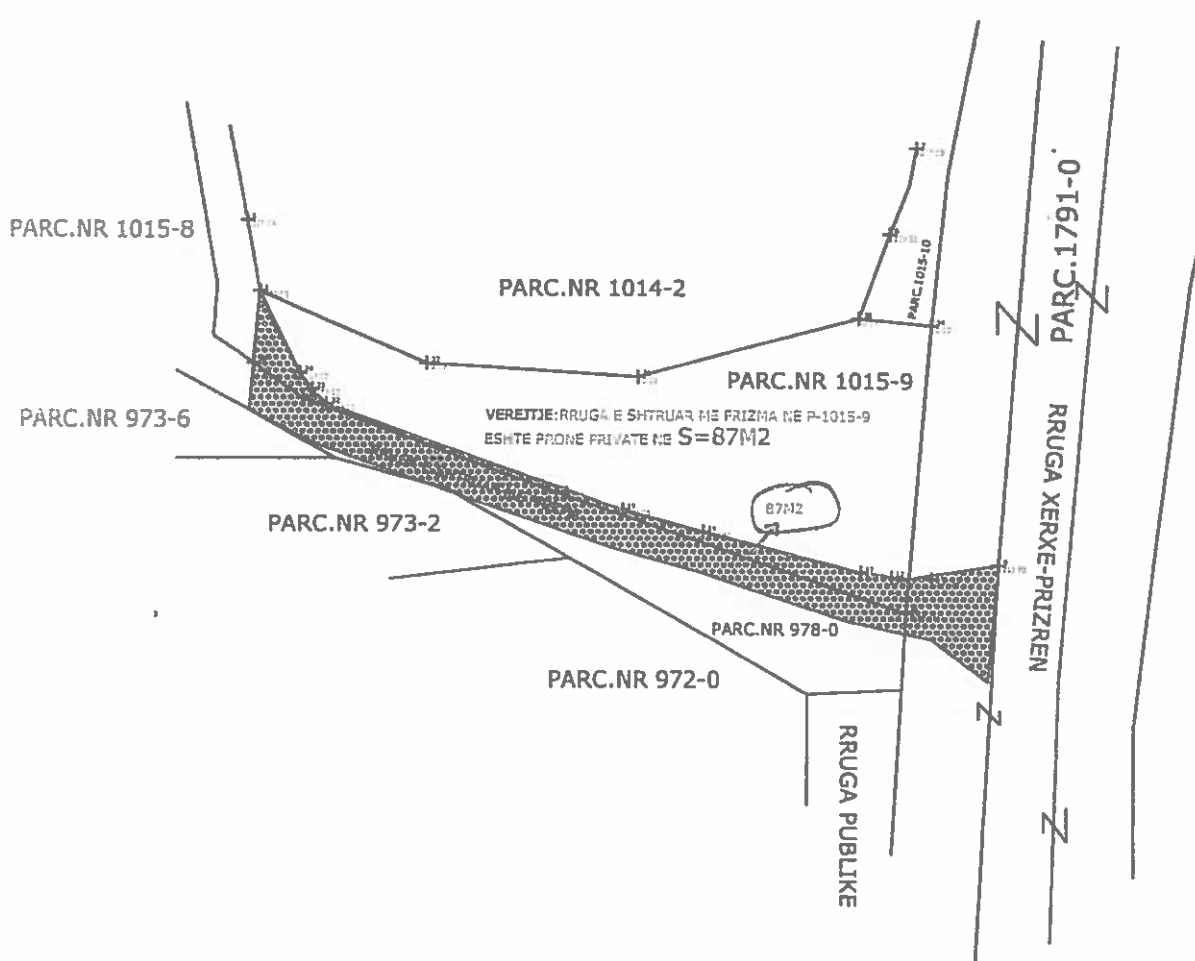 PARC.NR 1015-8
PARC.NR 1014-2
PARC.1015-10
PARC.1791-0
PARC.NR 1015-9
PARC.NR 973-6
VEREJTJE:RRUGA E SHTRUAR ME PRIZMA NE P-1015-9
ESHTE PRONE PRIVATE NE S=87M2
RRUGA XERXE-PRIZREN
87M2
PARC.NR 973-2
PARC.NR 978-0
PARC.NR 972-0
RRUGA PUBLIKE